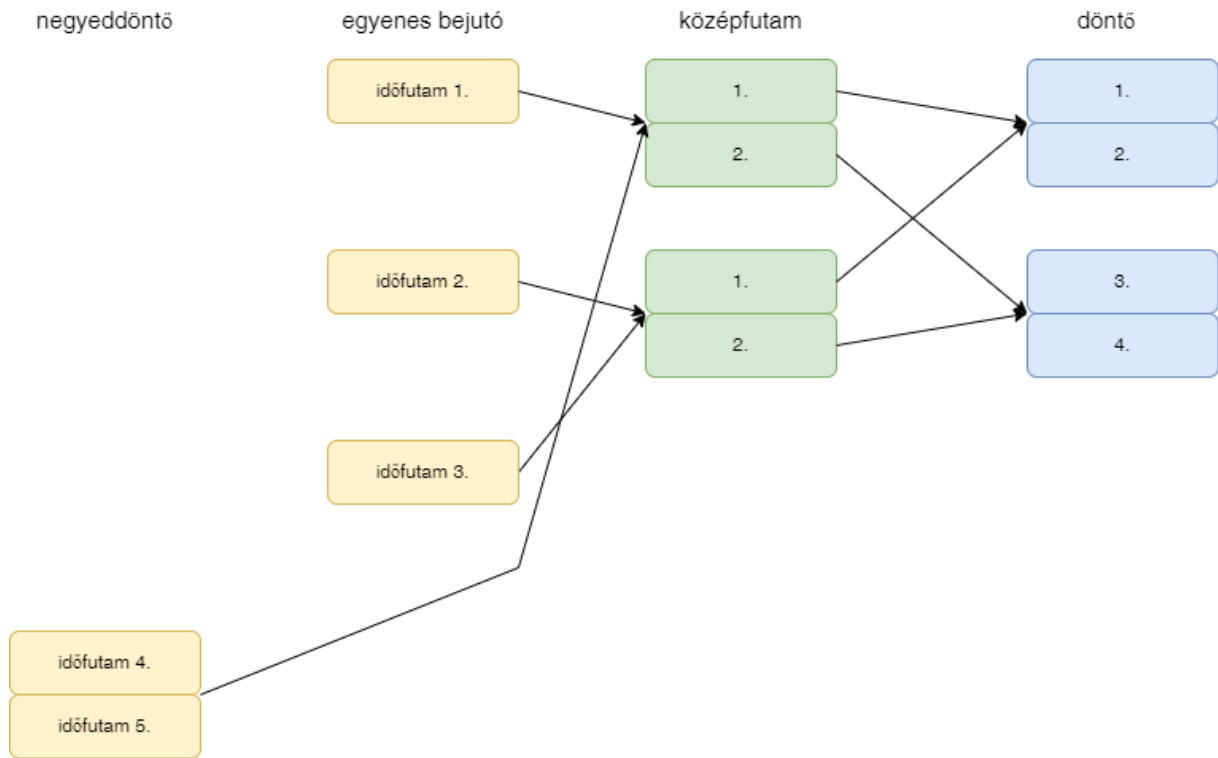 negyeddöntő
egyenes bejutó
középfutam
döntő
időfutam 1.
1.
1.
2.
2.
időfutam 2.
1.
3.
2.
4.
időfutam 3.
időfutam 4.
időfutam 5.